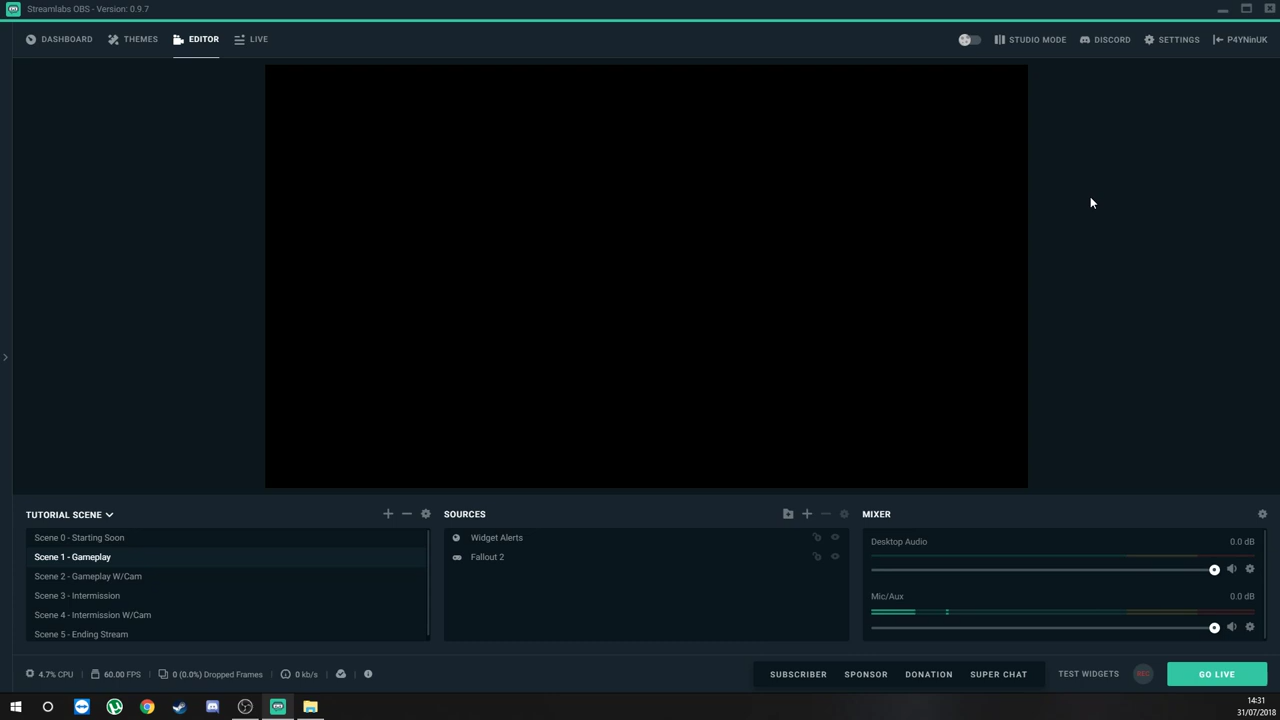 Streamlabs OBS - Version: 0.9.7
DASHBOARD THEMES EDITOR LIVE STUDIO MODE DISCORD SETTINGS P4YNinUK
TUTORIAL SCENE
Scene 0 - Starting Soon
Scene 1 - Gameplay
Scene 2 - Gameplay W/Cam
Scene 3 - Intermission
Scene 4 - Intermission W/Cam
Scene 5 - Ending Stream
SOURCES
Widget Alerts
Fallout 2
MIXER
Desktop Audio 0.0 dB
Mic/Aux 0.0 dB
4.7% CPU 60.00 FPS 0 (0.0%) Dropped Frames 0 kb/s
SUBSCRIBER SPONSOR DONATION SUPER CHAT TEST WIDGETS REC GO LIVE
14:31
31/07/2018